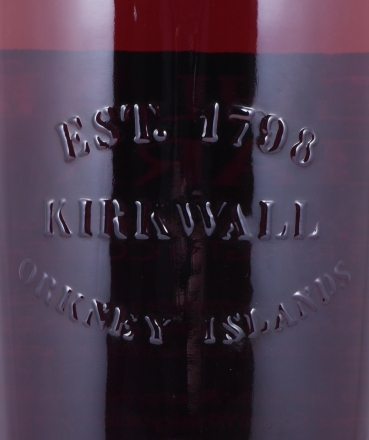 EST. 1798
KIRKWALL
ORKNEY ISLANDS